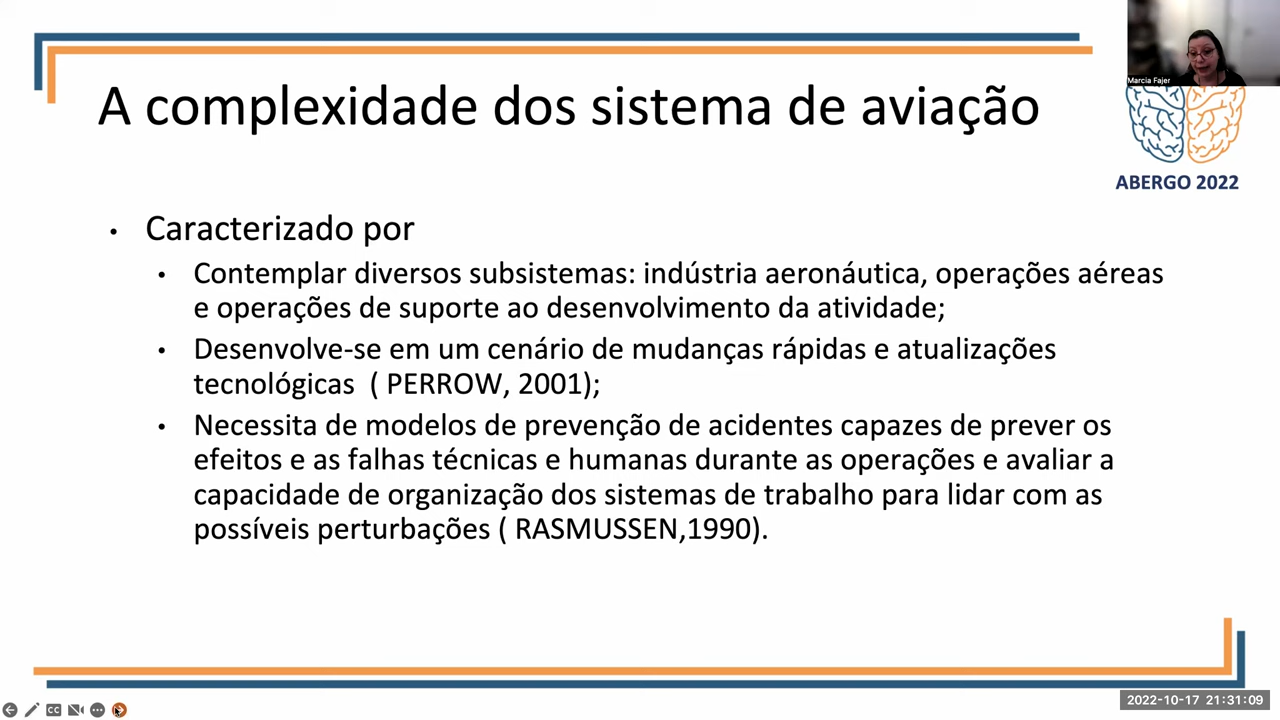 Marcia Fajer
A complexidade dos sistema de aviação
ABERGO 2022
• Caracterizado por
• Contemplar diversos subsistemas: indústria aeronáutica, operações aéreas
e operações de suporte ao desenvolvimento da atividade;
• Desenvolve-se em um cenário de mudanças rápidas e atualizações
tecnológicas ( PERROW, 2001);
• Necessita de modelos de prevenção de acidentes capazes de prever os
efeitos e as falhas técnicas e humanas durante as operações e avaliar a
capacidade de organização dos sistemas de trabalho para lidar com as
possíveis perturbações ( RASMUSSEN,1990).
CC
2022-10-17 21:31:09